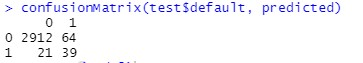 > confusionMatrix(test$default, predicted)
0 1
0 2912 64
1 21 39